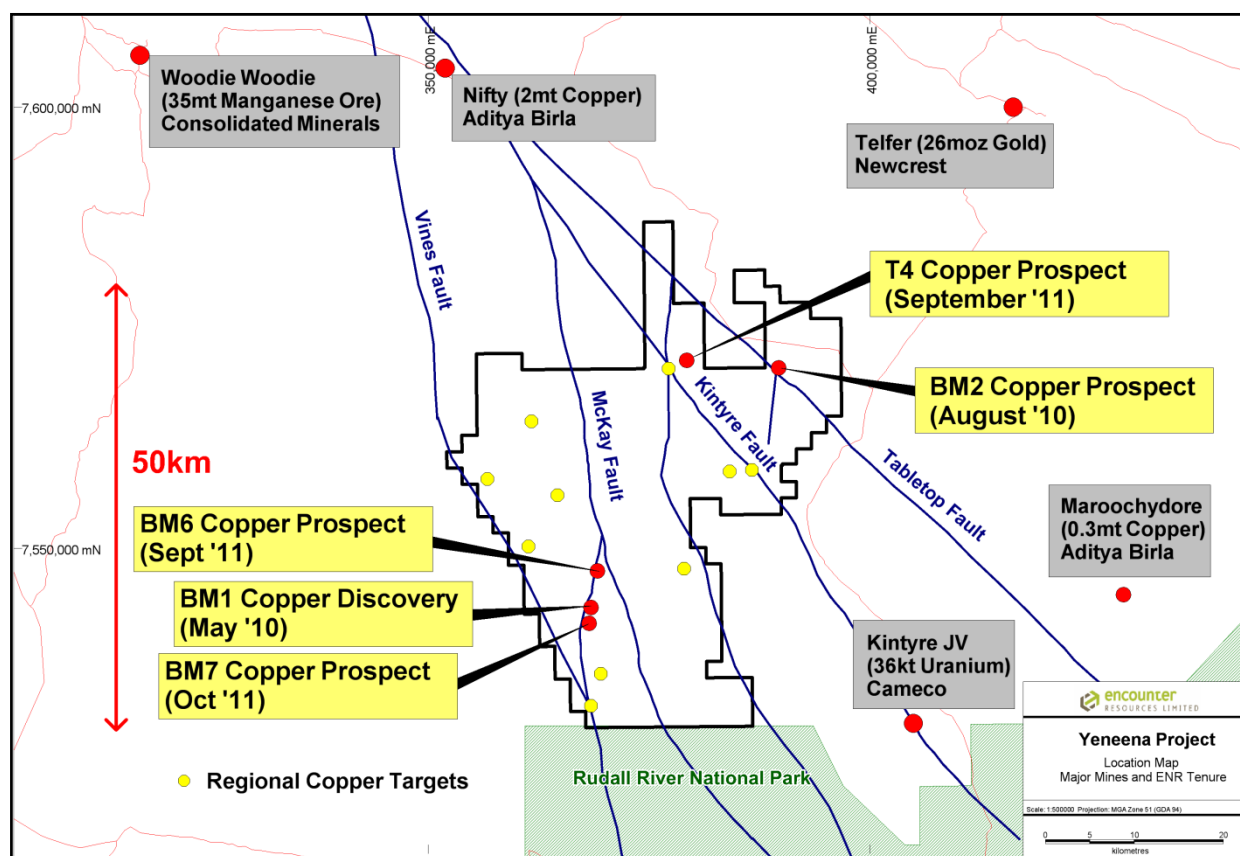 350,000 mE
400,000 mE
7,600,000 mN
Woodie Woodie
(35mt Manganese Ore)
Consolidated Minerals
Nifty (2mt Copper)
Aditya Birla
Telfer (26moz Gold)
Newcrest
Vines Fault
T4 Copper Prospect
(September '11)
BM2 Copper Prospect
(August '10)
McKay Fault
Kintyre Fault
Tabletop Fault
50km
BM6 Copper Prospect
(Sept '11)
7,550,000 mN
BM1 Copper Discovery
(May '10)
BM7 Copper Prospect
(Oct '11)
Maroochydore
(0.3mt Copper)
Aditya Birla
Kintyre JV
(36kt Uranium)
Cameco
Regional Copper Targets
Rudall River National Park
encounter
RESOURCES LIMITED
Yeneena Project
Location Map
Major Mines and ENR Tenure
Scale: 1:500000 Projection: MGA Zone 51 (GDA 94)
0 5 10 20
kilometres